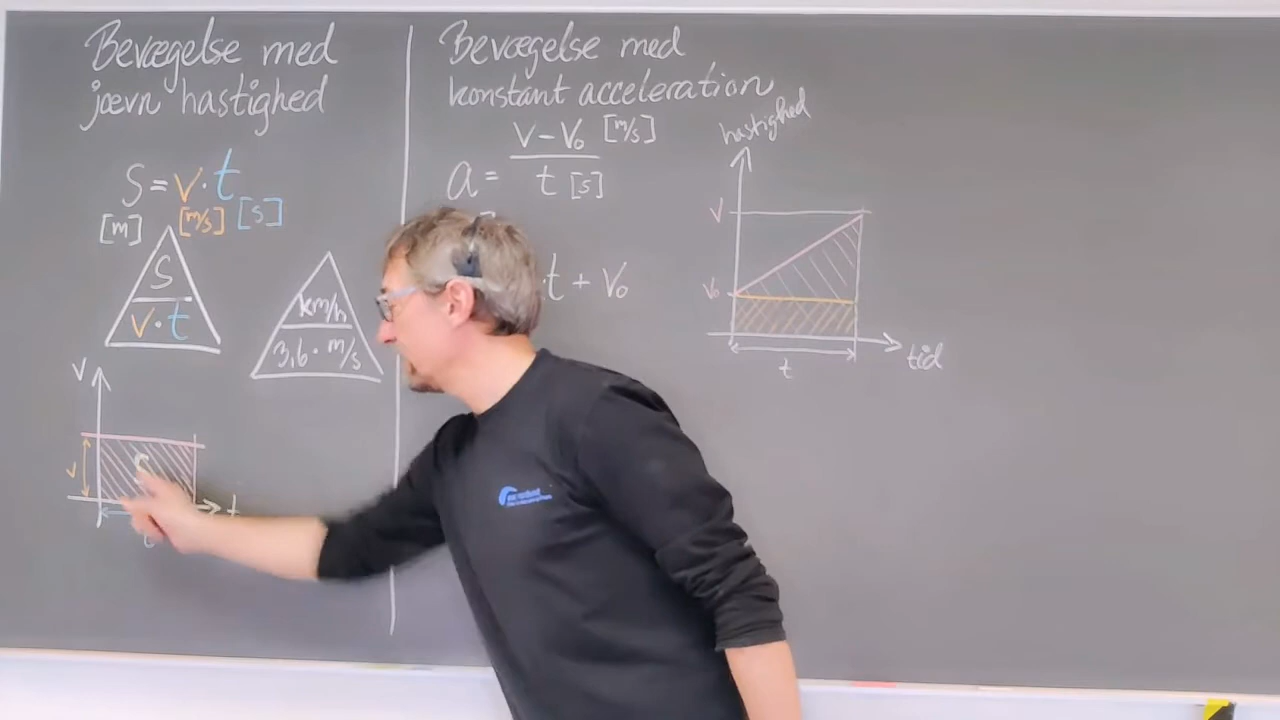 Bevægelse med
jævn hastighed
S = v · t
[m] [m/s] [s]
S
v · t
km/h
3,6 · m/s
v
v
S
t
Bevægelse med
konstant acceleration
a = v - v₀ [m/s]
t [s]
t + v₀
hastighed
v
v₀
t
tid